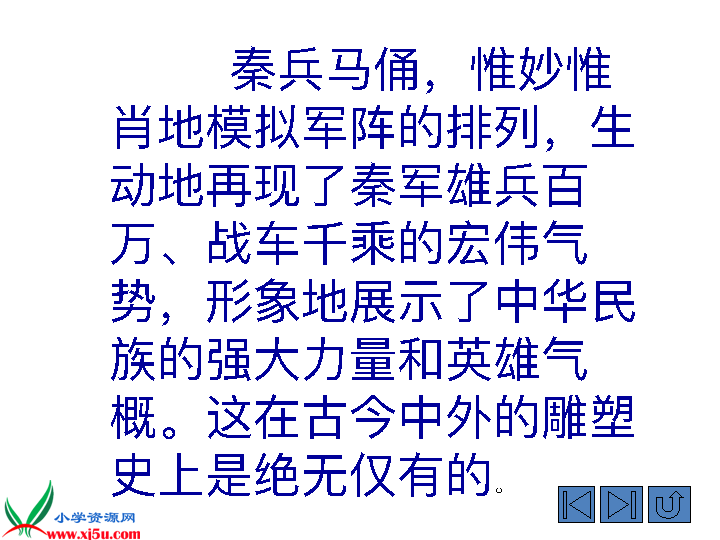 秦兵马俑，惟妙惟
肖地模拟军阵的排列，生
动地再现了秦军雄兵百
万、战车千乘的宏伟气
势，形象地展示了中华民
族的强大力量和英雄气
概。这在古今中外的雕塑
史上是绝无仅有的。
小学资源网
www.xj5u.com